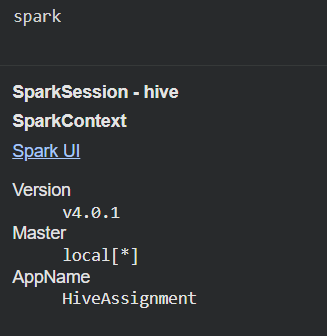 spark
SparkSession - hive
SparkContext
Spark UI
Version
v4.0.1
Master
local[*]
AppName
HiveAssignment